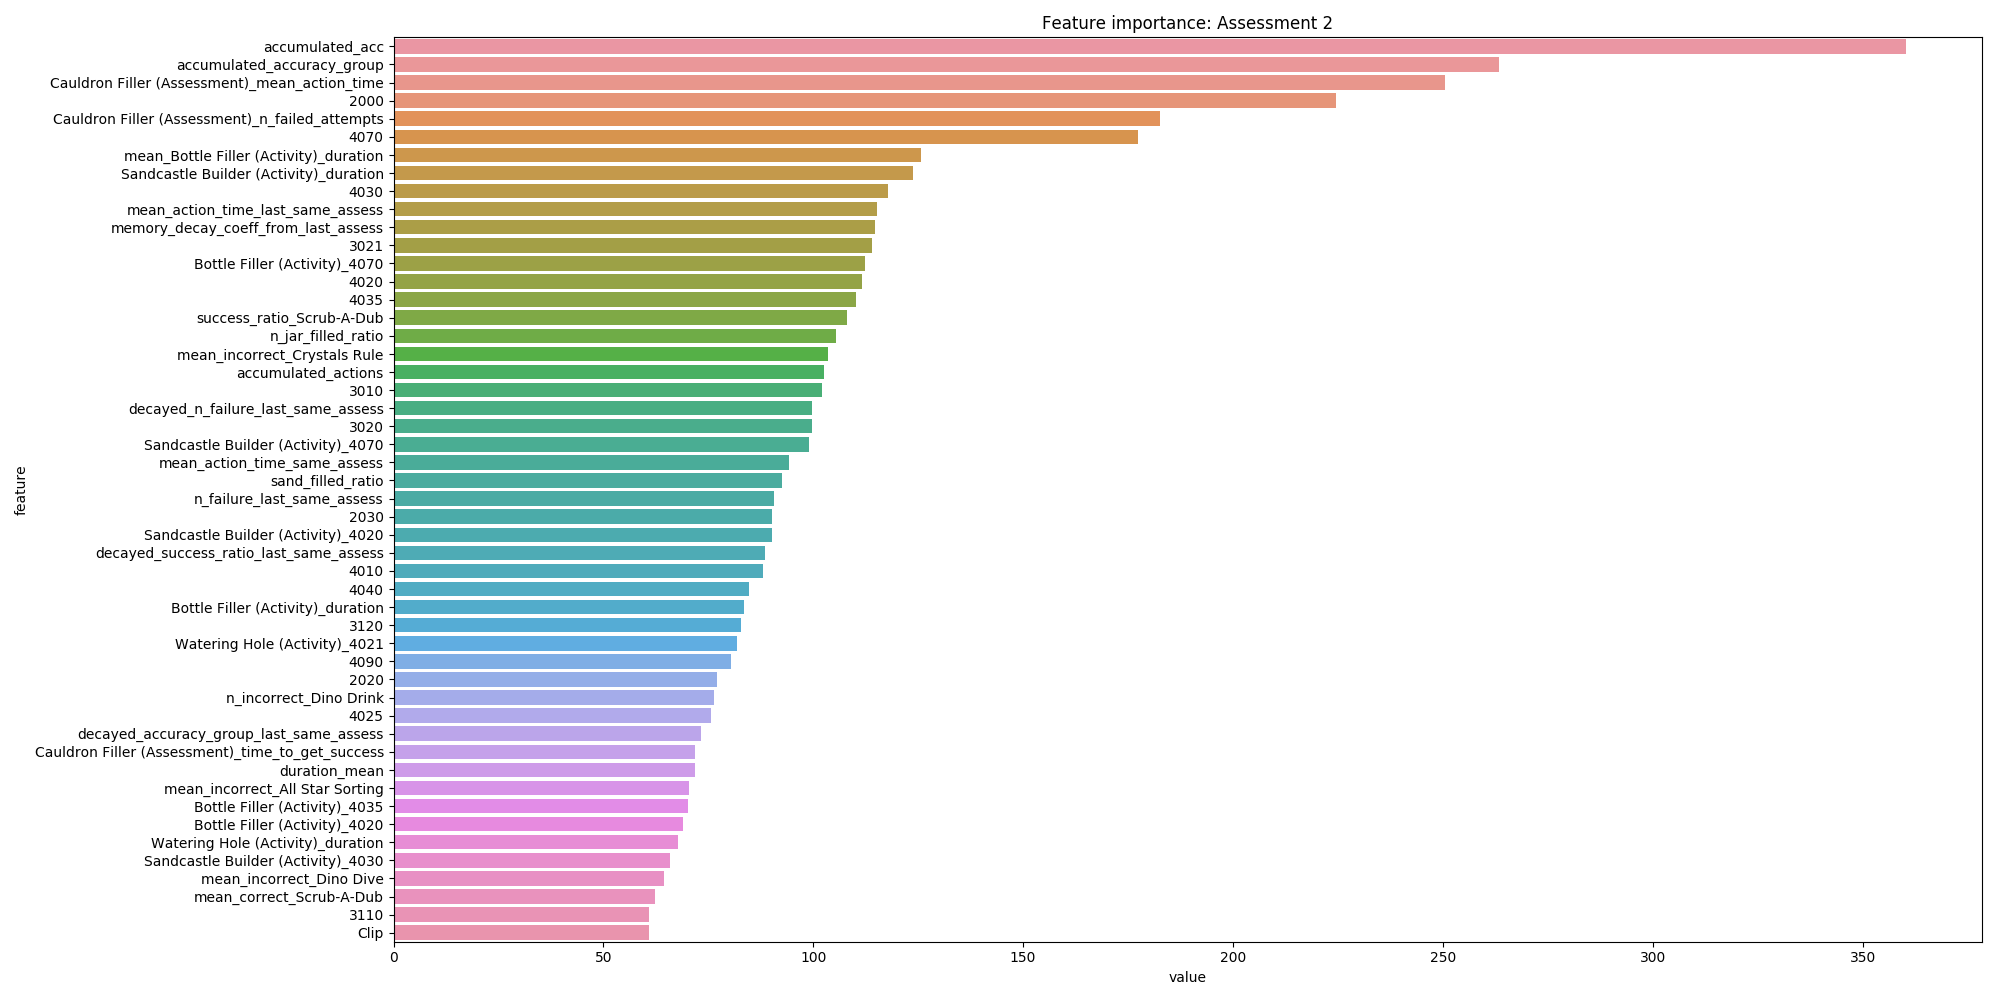 Feature importance: Assessment 2
accumulated_acc
accumulated_accuracy_group
Cauldron Filler (Assessment)_mean_action_time
2000
Cauldron Filler (Assessment)_n_failed_attempts
4070
mean_Bottle Filler (Activity)_duration
Sandcastle Builder (Activity)_duration
4030
mean_action_time_last_same_assess
memory_decay_coeff_from_last_assess
3021
Bottle Filler (Activity)_4070
4020
4035
success_ratio_Scrub-A-Dub
n_jar_filled_ratio
mean_incorrect_Crystals Rule
accumulated_actions
3010
decayed_n_failure_last_same_assess
3020
Sandcastle Builder (Activity)_4070
mean_action_time_same_assess
sand_filled_ratio
n_failure_last_same_assess
2030
Sandcastle Builder (Activity)_4020
decayed_success_ratio_last_same_assess
4010
4040
Bottle Filler (Activity)_duration
3120
Watering Hole (Activity)_4021
4090
2020
n_incorrect_Dino Drink
4025
decayed_accuracy_group_last_same_assess
Cauldron Filler (Assessment)_time_to_get_success
duration_mean
mean_incorrect_All Star Sorting
Bottle Filler (Activity)_4035
Bottle Filler (Activity)_4020
Watering Hole (Activity)_duration
Sandcastle Builder (Activity)_4030
mean_incorrect_Dino Dive
mean_correct_Scrub-A-Dub
3110
Clip
feature
0 50 100 150 200 250 300 350
value